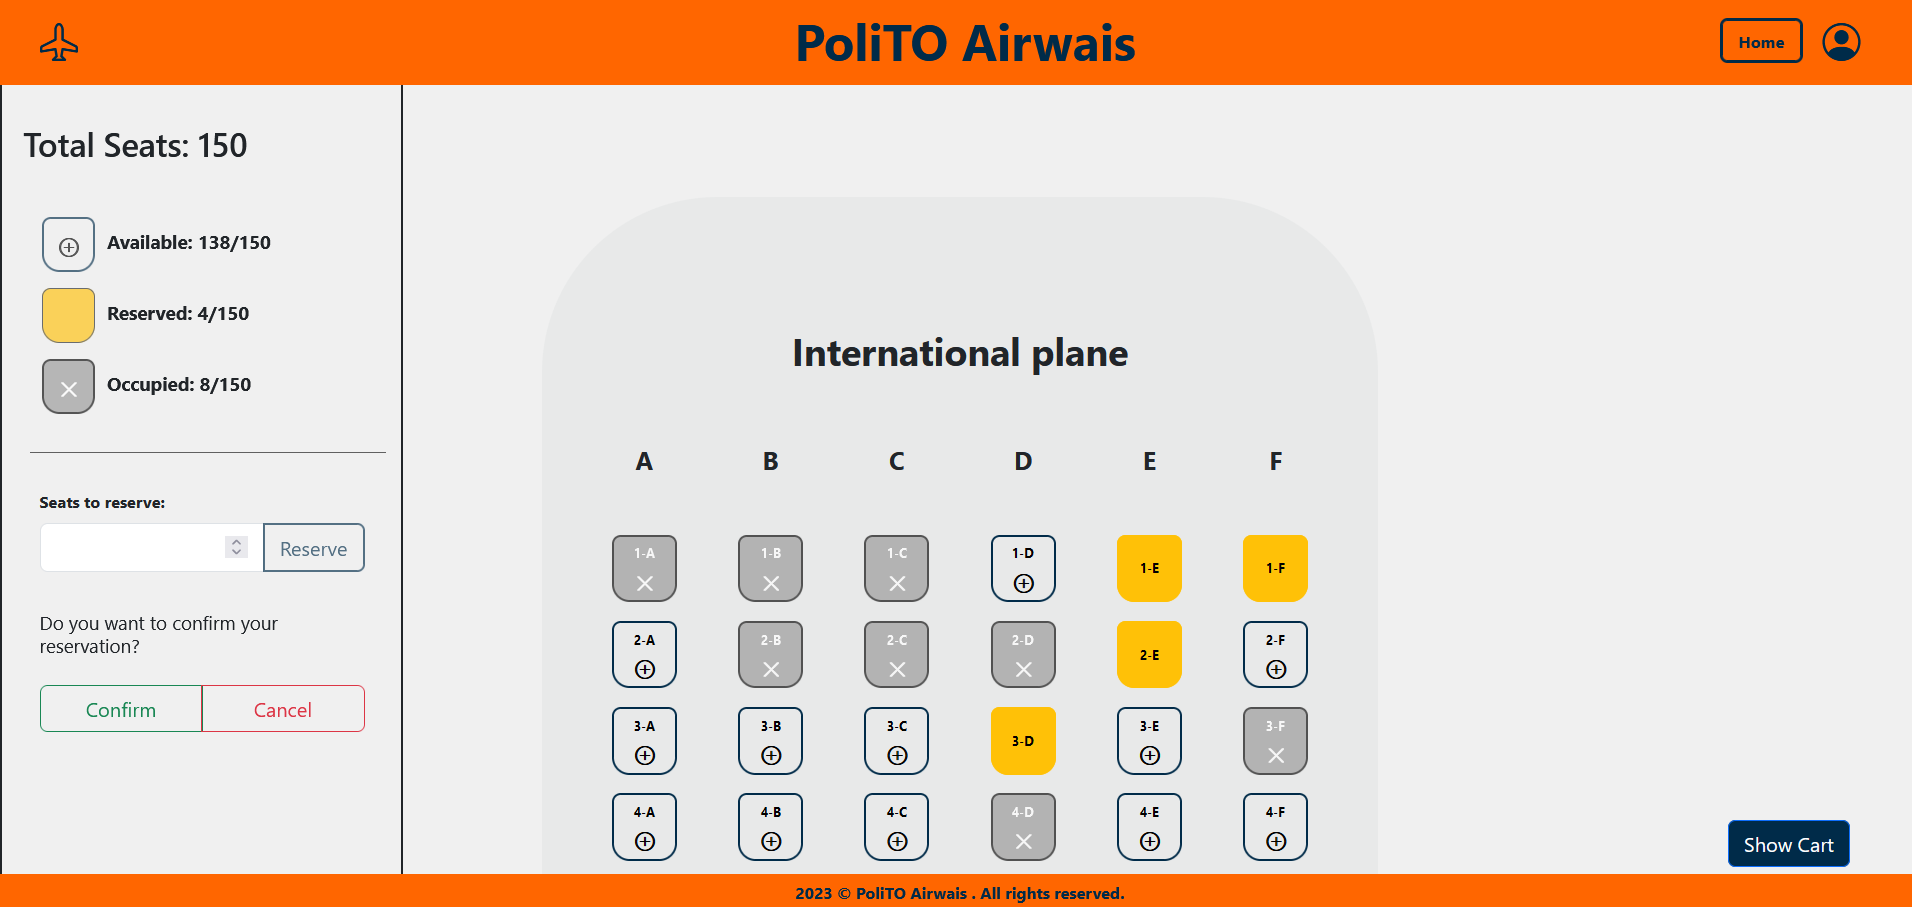 PoliTO Airwais
Home
Total Seats: 150
Available: 138/150
Reserved: 4/150
Occupied: 8/150
Seats to reserve:
Reserve
Do you want to confirm your
reservation?
Confirm Cancel
International plane
A B C D E F
1-A 1-B 1-C 1-D 1-E 1-F
2-A 2-B 2-C 2-D 2-E 2-F
3-A 3-B 3-C 3-D 3-E 3-F
4-A 4-B 4-C 4-D 4-E 4-F
Show Cart
2023 © PoliTO Airwais . All rights reserved.